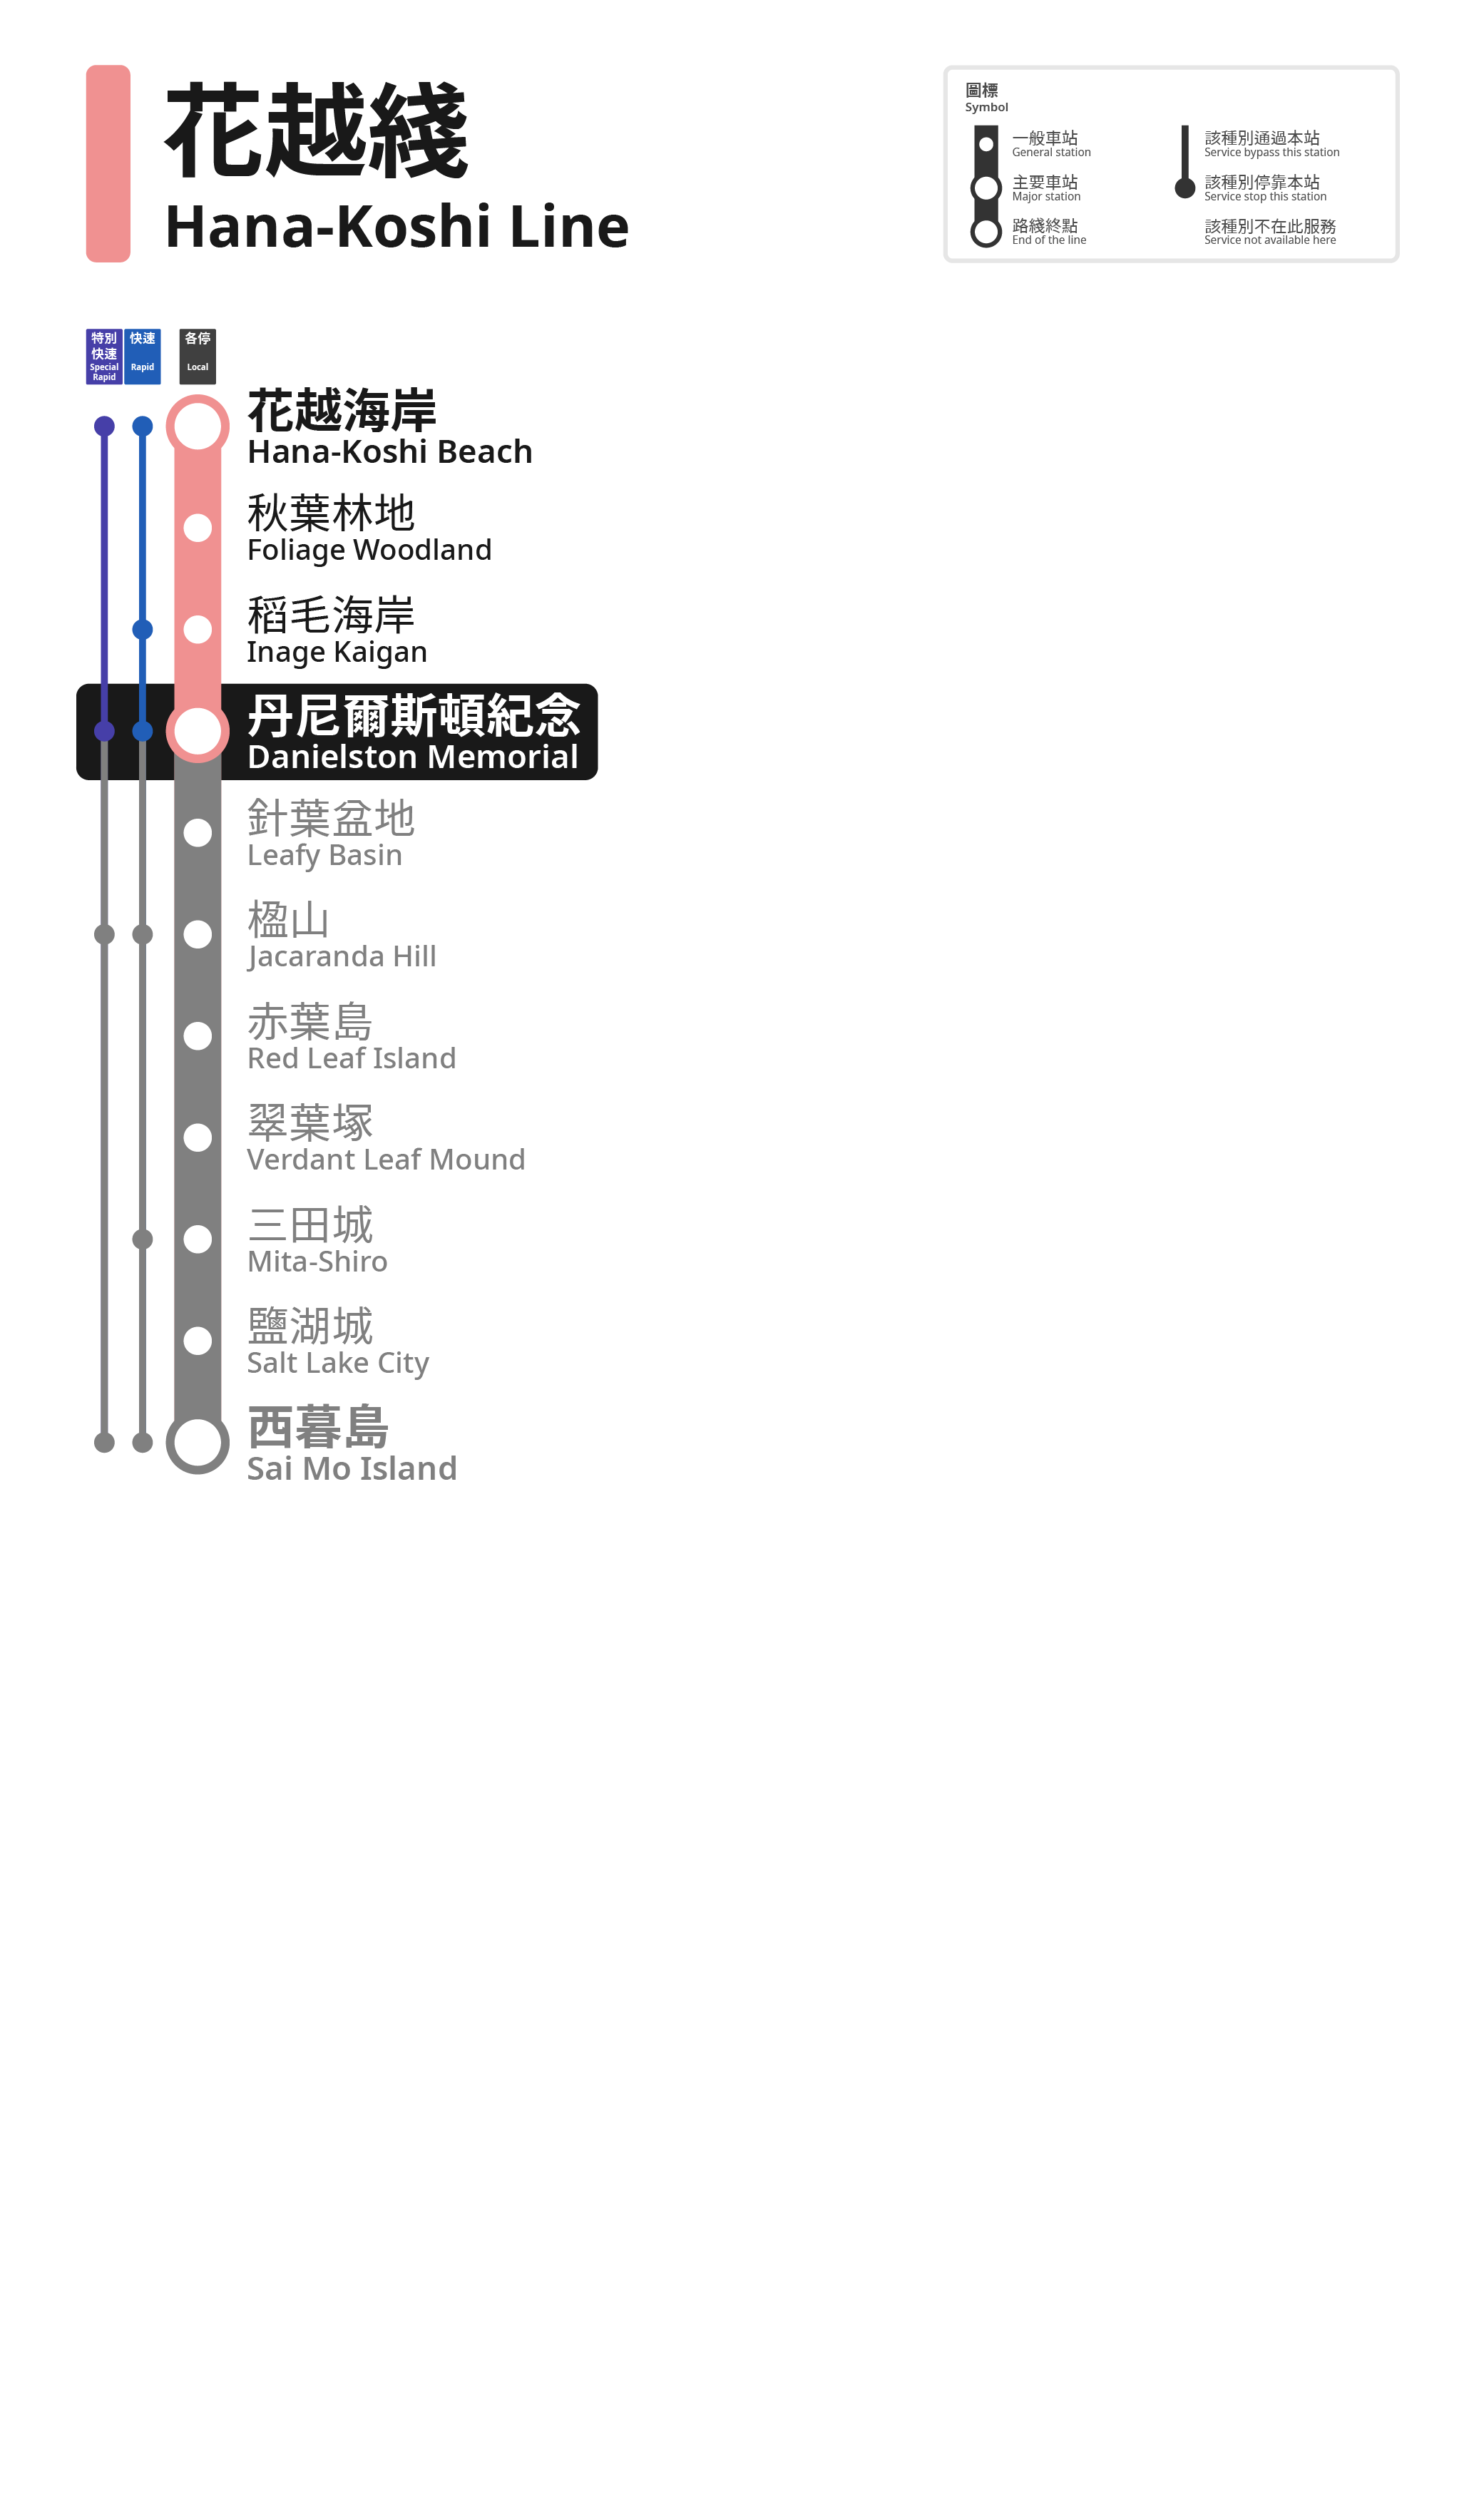 花越綫
Hana-Koshi Line
圖標
Symbol
一般車站
General station
主要車站
Major station
路綫終點
End of the line
該種別通過本站
Service bypass this station
該種別停靠本站
Service stop this station
該種別不在此服務
Service not available here
特別
快速
Special
Rapid
快速
Rapid
各停
Local
花越海岸
Hana-Koshi Beach
秋葉林地
Foliage Woodland
稻毛海岸
Inage Kaigan
丹尼爾斯頓紀念
Danielston Memorial
針葉盆地
Leafy Basin
楹山
Jacaranda Hill
赤葉島
Red Leaf Island
翠葉塚
Verdant Leaf Mound
三田城
Mita-Shiro
鹽湖城
Salt Lake City
西暮島
Sai Mo Island